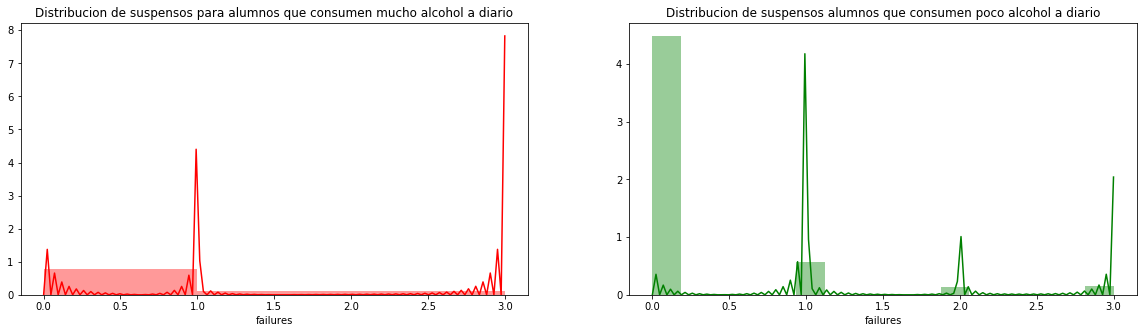 Distribucion de suspensos para alumnos que consumen mucho alcohol a diario
8
7
6
5
4
3
2
1
0
0.0 0.5 1.0 1.5 2.0 2.5 3.0
failures
Distribucion de suspensos alumnos que consumen poco alcohol a diario
4
3
2
1
0
0.0 0.5 1.0 1.5 2.0 2.5 3.0
failures